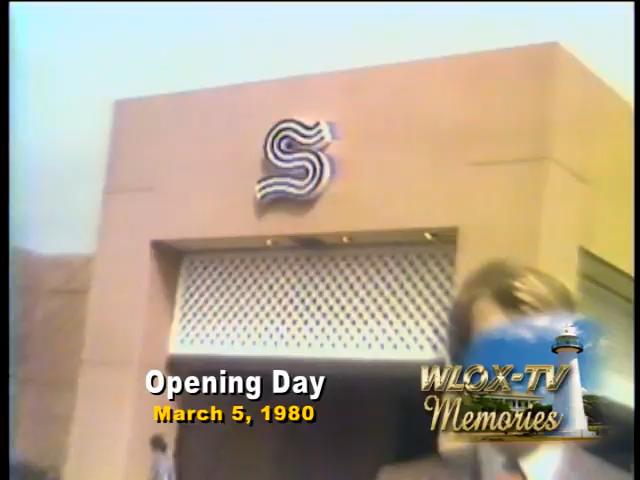 S
Opening Day
March 5, 1980
WLOX-TV
Memories